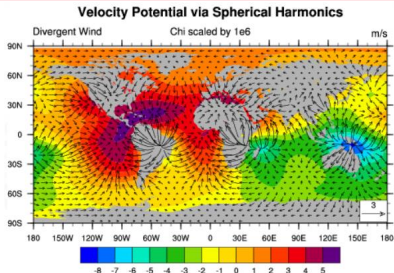 Velocity Potential via Spherical Harmonics
Divergent Wind Chi scaled by 1e6 m/s
90N
60N
30N
0
30S
60S
90S
3
180 150W 120W 90W 60W 30W 0 30E 60E 90E 120E 150E 180
-8 -7 -6 -5 -4 -3 -2 -1 0 1 2 3 4 5